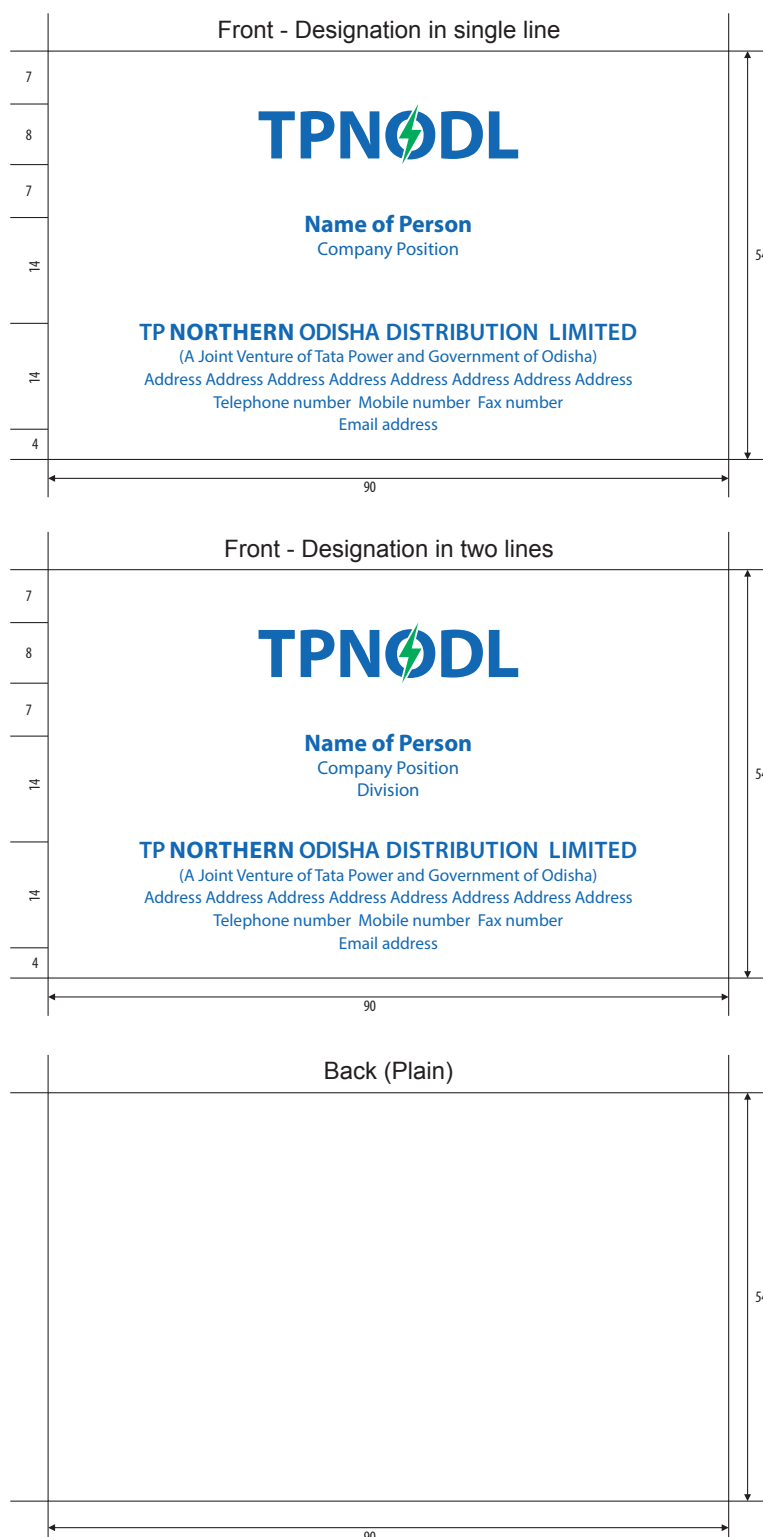 Front - Designation in single line
7
8
7
14
14
4
TPNODL
Name of Person
Company Position
TP NORTHERN ODISHA DISTRIBUTION LIMITED
(A Joint Venture of Tata Power and Government of Odisha)
Address Address Address Address Address Address Address Address
Telephone number Mobile number Fax number
Email address
54
90
Front - Designation in two lines
7
8
7
14
14
4
TPNODL
Name of Person
Company Position
Division
TP NORTHERN ODISHA DISTRIBUTION LIMITED
(A Joint Venture of Tata Power and Government of Odisha)
Address Address Address Address Address Address Address Address
Telephone number Mobile number Fax number
Email address
54
90
Back (Plain)
54
90